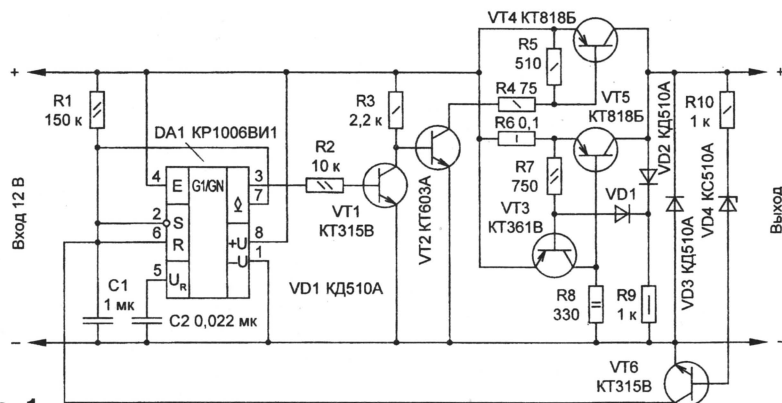 VT4 КТ818Б
+
R1
150 к
DA1 КР1006ВИ1
R3
2,2 к
R2
10 к
R4 75
R5
510
VT5
КТ818Б
R6 0,1
R7
750
R10
1 к
+
Вход 12 В
4
E
G1/GN
3
7
2
S
6
R
+U
8
–U
1
5
UR
VT1
КТ315В
VT2 КТ603А
VT3
КТ361В
VD1
VD2 КД510А
VD3 КД510А
VD4 КС510А
Выход
C1
1 мк
C2 0,022 мк
VD1 КД510А
R8
330
R9
1 к
–
–
VT6
КТ315В